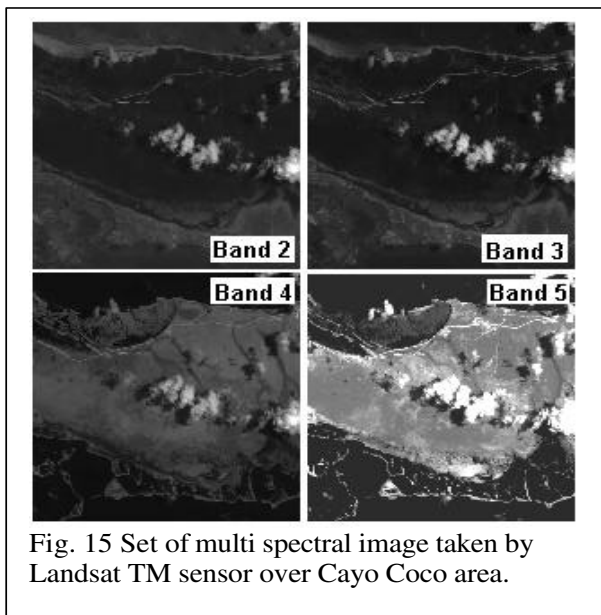 Band 2
Band 3
Band 4
Band 5
Fig. 15 Set of multi spectral image taken by
Landsat TM sensor over Cayo Coco area.